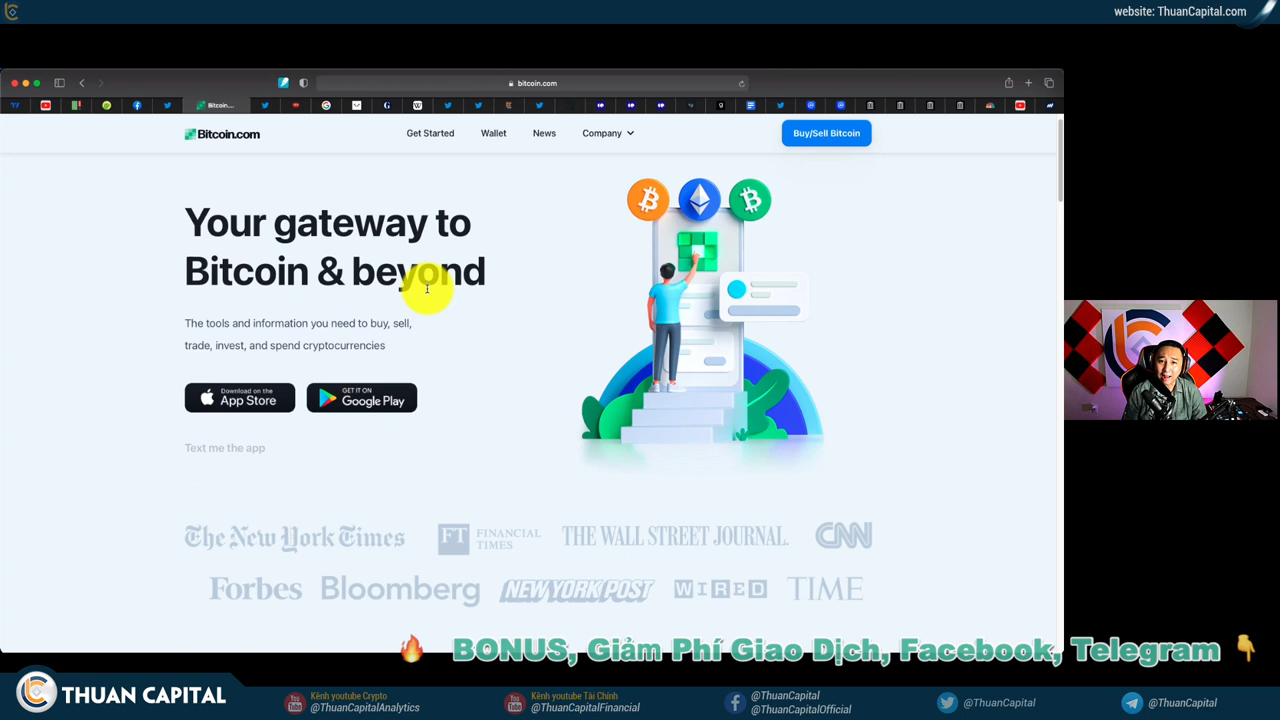 website: ThuanCapital.com
bitcoin.com
Bitcoin....
Bitcoin.com
Get Started
Wallet
News
Company
Buy/Sell Bitcoin
Your gateway to
Bitcoin & beyond
The tools and information you need to buy, sell,
trade, invest, and spend cryptocurrencies
Download on the
App Store
GET IT ON
Google Play
Text me the app
The New York Times
FT FINANCIAL
TIMES
THE WALL STREET JOURNAL.
CNN
Forbes
Bloomberg
NEW YORK POST
WIRED
TIME
BONUS, Giảm Phí Giao Dịch, Facebook, Telegram
THUAN CAPITAL
Kênh youtube Crypto
@ThuanCapitalAnalytics
Kênh youtube Tài Chính
@ThuanCapitalFinancial
@ThuanCapital
@ThuanCapitalOfficial
@ThuanCapital
@ThuanCapital